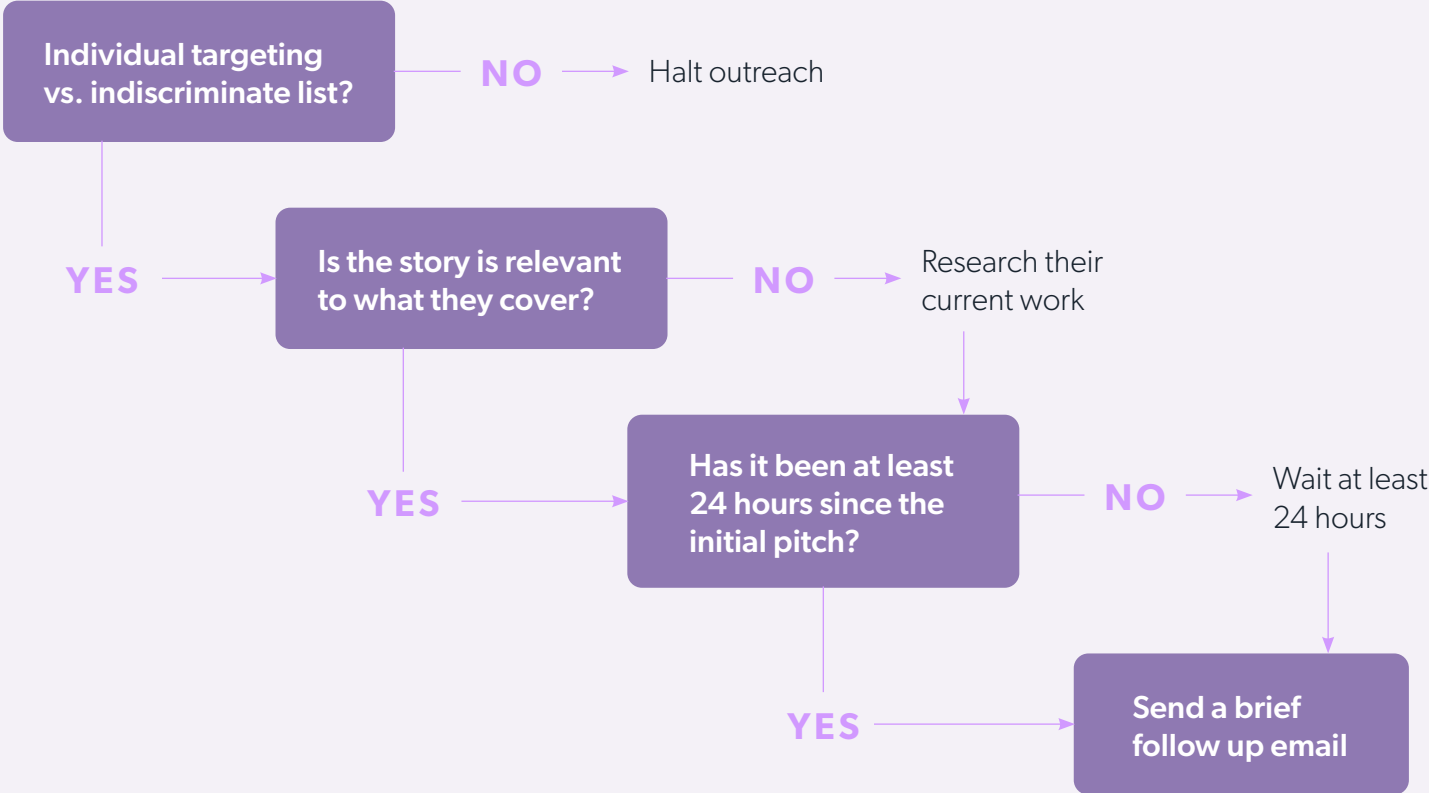 Individual targeting
vs. indiscriminate list?
NO
Halt outreach
YES
Is the story is relevant
to what they cover?
NO
Research their
current work
YES
Has it been at least
24 hours since the
initial pitch?
NO
Wait at least
24 hours
YES
Send a brief
follow up email